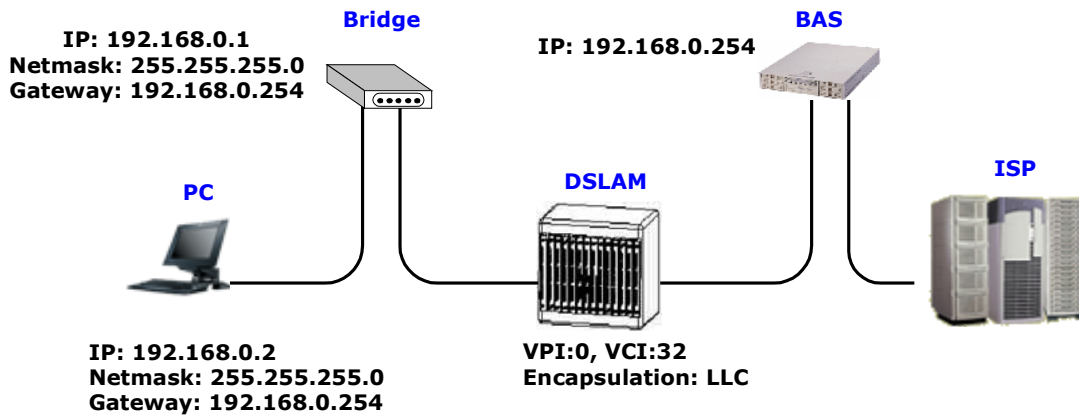 Bridge
IP: 192.168.0.1
Netmask: 255.255.255.0
Gateway: 192.168.0.254
BAS
IP: 192.168.0.254
PC
DSLAM
ISP
IP: 192.168.0.2
Netmask: 255.255.255.0
Gateway: 192.168.0.254
VPI:0, VCI:32
Encapsulation: LLC